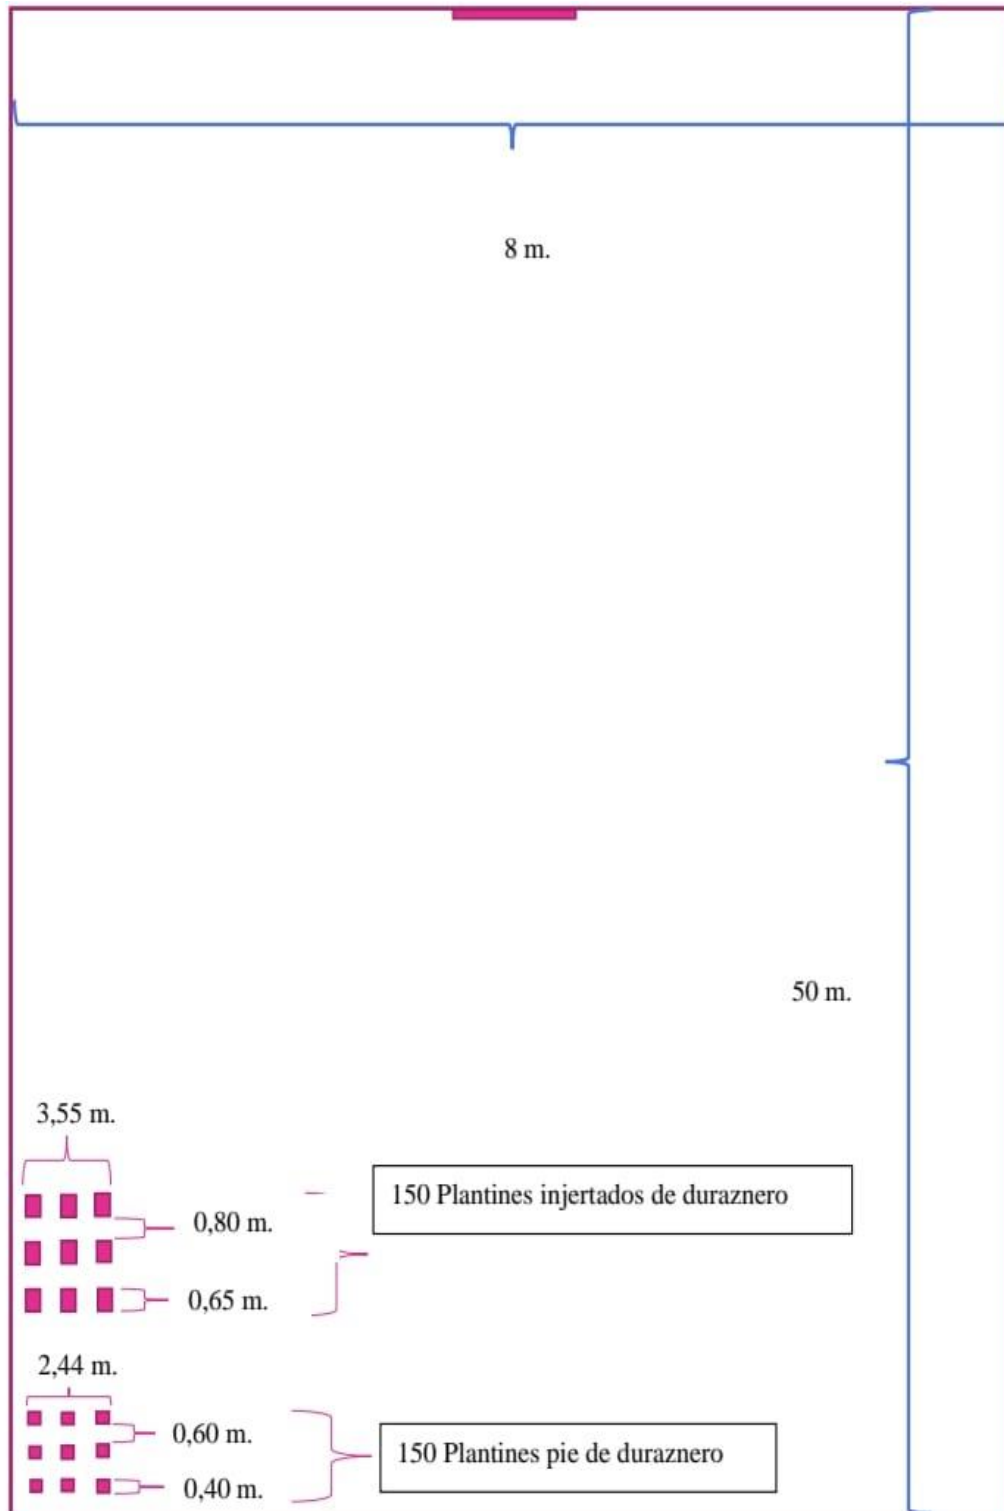 8 m.
50 m.
3,55 m.
150 Plantines injertados de duraznero
0,80 m.
0,65 m.
2,44 m.
0,60 m.
150 Plantines pie de duraznero
0,40 m.